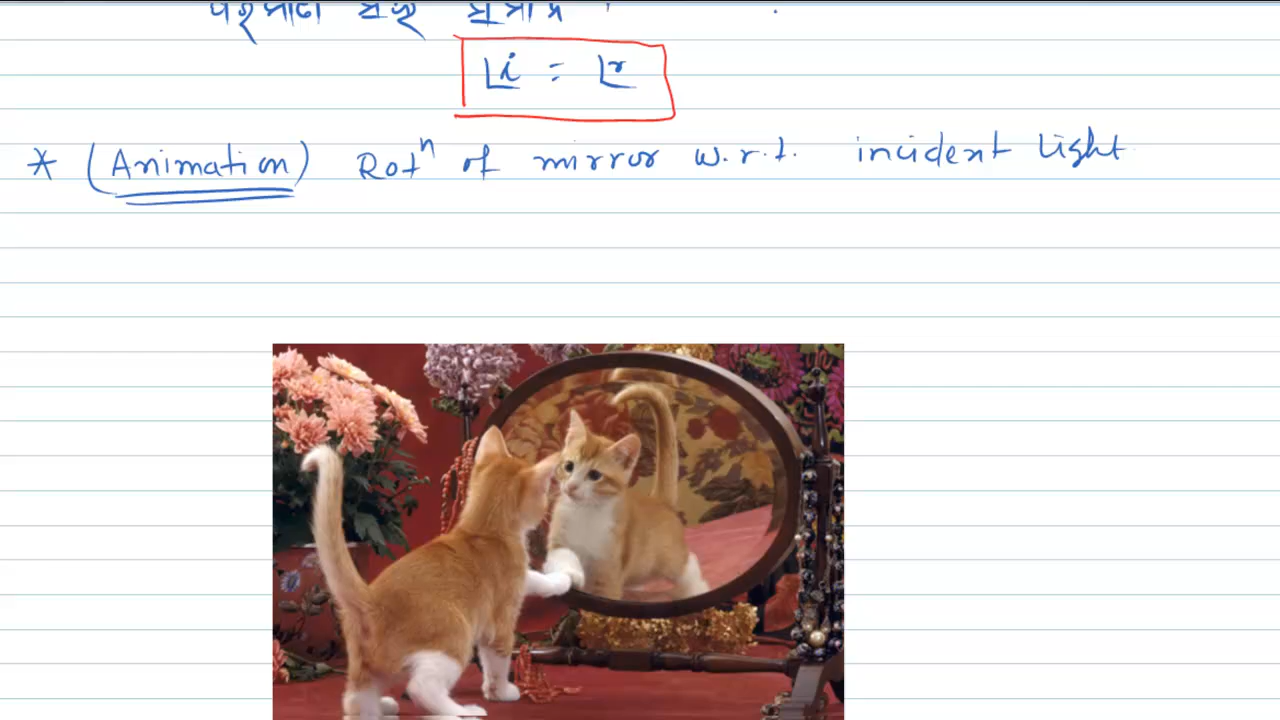 ∠i = ∠r
* (Animation) Rotⁿ of mirror w.r.t. incident light